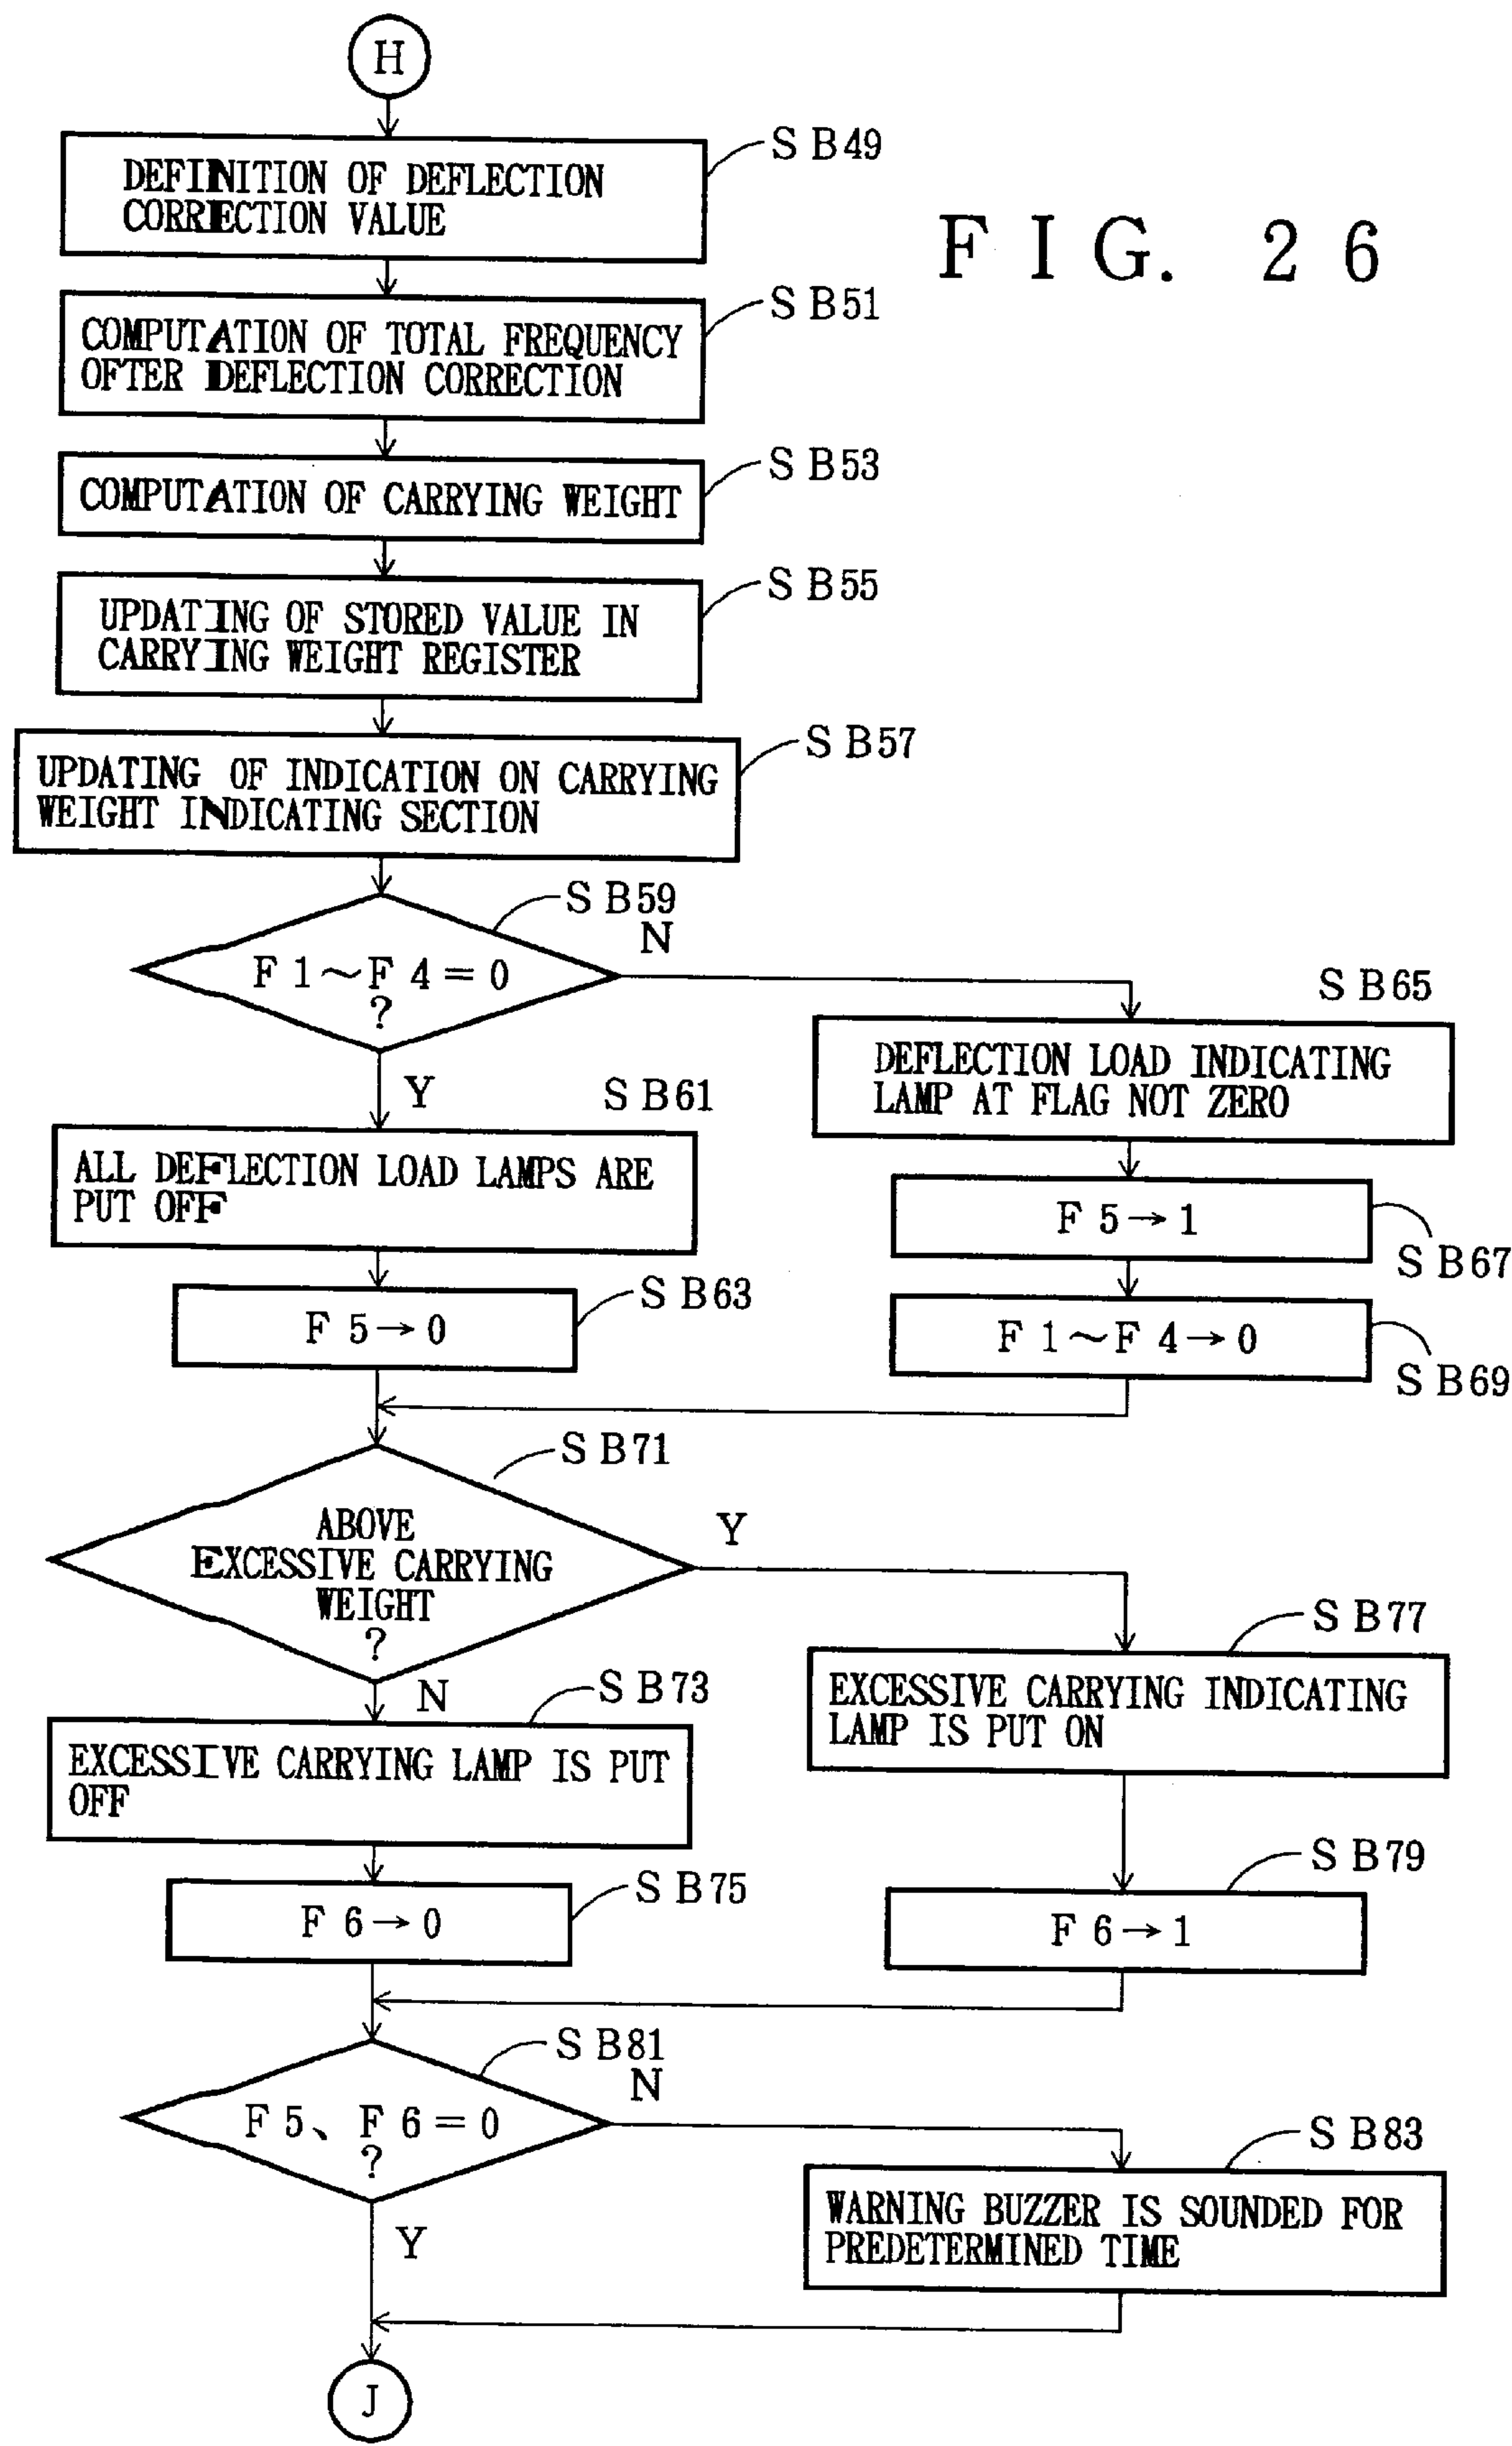 H
S B49
DEFINITION OF DEFLECTION
CORRECTION VALUE
FIG. 26
S B51
COMPUTATION OF TOTAL FREQUENCY
OFTER DEFLECTION CORRECTION
S B53
COMPUTATION OF CARRYING WEIGHT
S B55
UPDATING OF STORED VALUE IN
CARRYING WEIGHT REGISTER
S B57
UPDATING OF INDICATION ON CARRYING
WEIGHT INDICATING SECTION
S B59
N
F 1～F 4 = 0
?
Y
S B65
DEFLECTION LOAD INDICATING
LAMP AT FLAG NOT ZERO
S B61
ALL DEFLECTION LOAD LAMPS ARE
PUT OFF
F 5→1
S B67
S B63
F 5→0
F 1～F 4→0
S B69
S B71
ABOVE
EXCESSIVE CARRYING
WEIGHT
?
Y
N
S B77
EXCESSIVE CARRYING INDICATING
LAMP IS PUT ON
S B73
EXCESSIVE CARRYING LAMP IS PUT
OFF
S B75
F 6→0
S B79
F 6→1
S B81
N
F 5、F 6 = 0
?
Y
S B83
WARNING BUZZER IS SOUNDED FOR
PREDETERMINED TIME
J